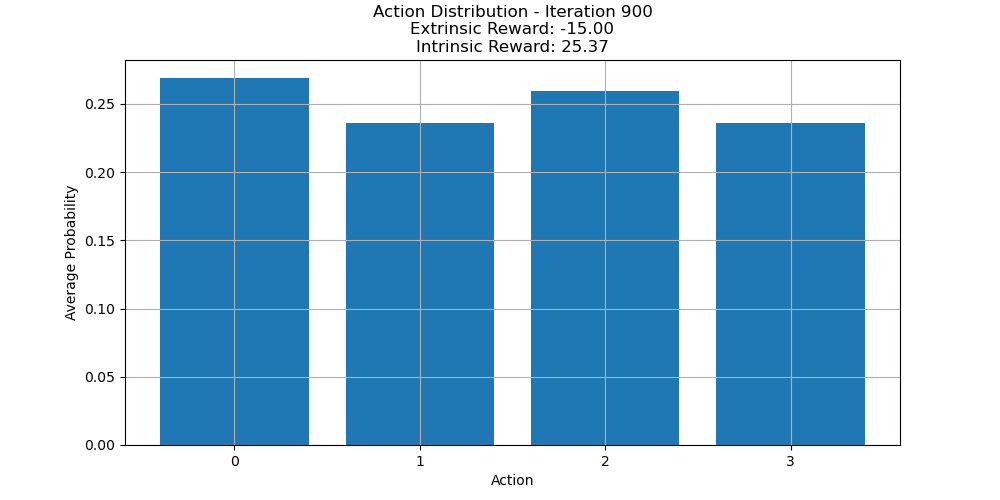 Action Distribution - Iteration 900
Extrinsic Reward: -15.00
Intrinsic Reward: 25.37
Average Probability
0.25
0.20
0.15
0.10
0.05
0.00
0 1 2 3
Action